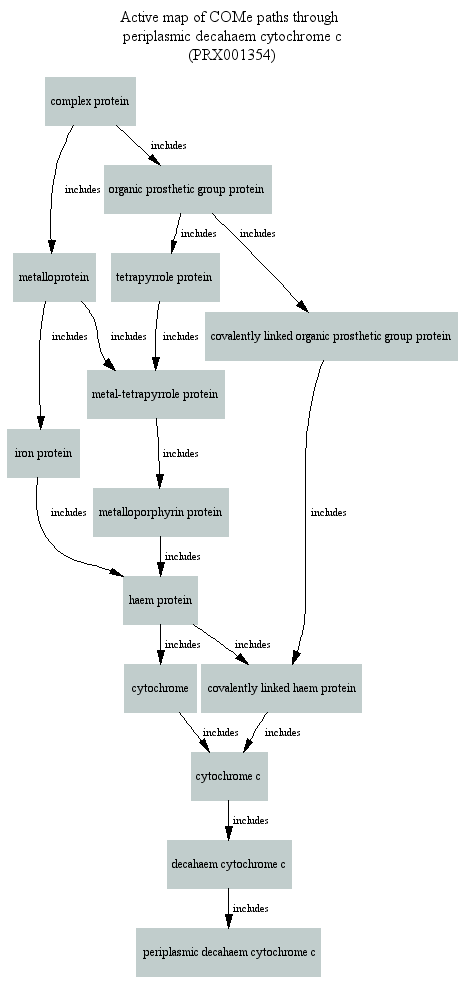 Active map of COMe paths through
periplasmic decahaem cytochrome c
(PRX001354)
complex protein
includes
includes
organic prosthetic group protein
includes
includes
metalloprotein
tetrapyrrole protein
covalently linked organic prosthetic group protein
includes
includes
includes
metal-tetrapyrrole protein
iron protein
includes
metalloporphyrin protein
includes
includes
includes
haem protein
includes
includes
cytochrome
covalently linked haem protein
includes
includes
cytochrome c
includes
decahaem cytochrome c
includes
periplasmic decahaem cytochrome c